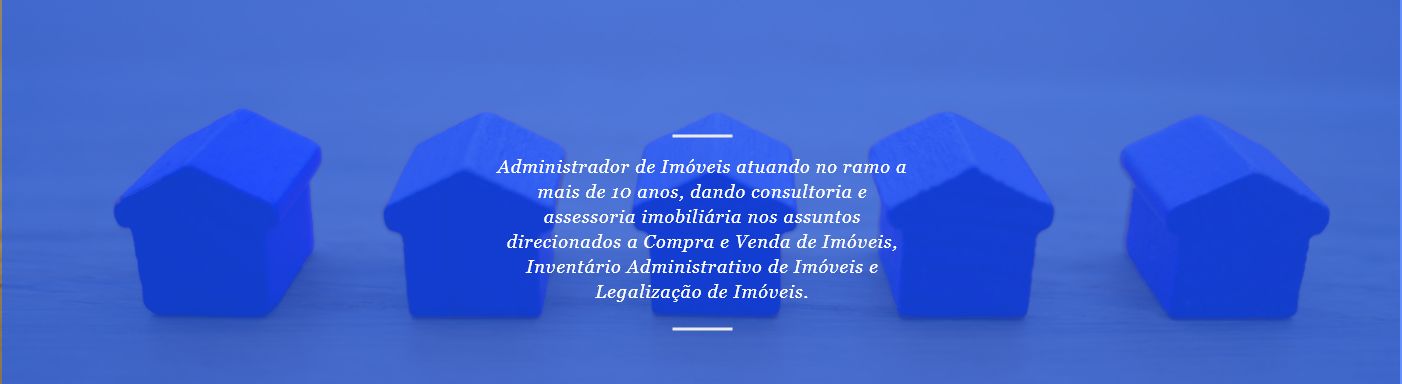 Administrador de Imóveis atuando no ramo a
mais de 10 anos, dando consultoria e
assessoria imobiliária nos assuntos
direcionados a Compra e Venda de Imóveis,
Inventário Administrativo de Imóveis e
Legalização de Imóveis.